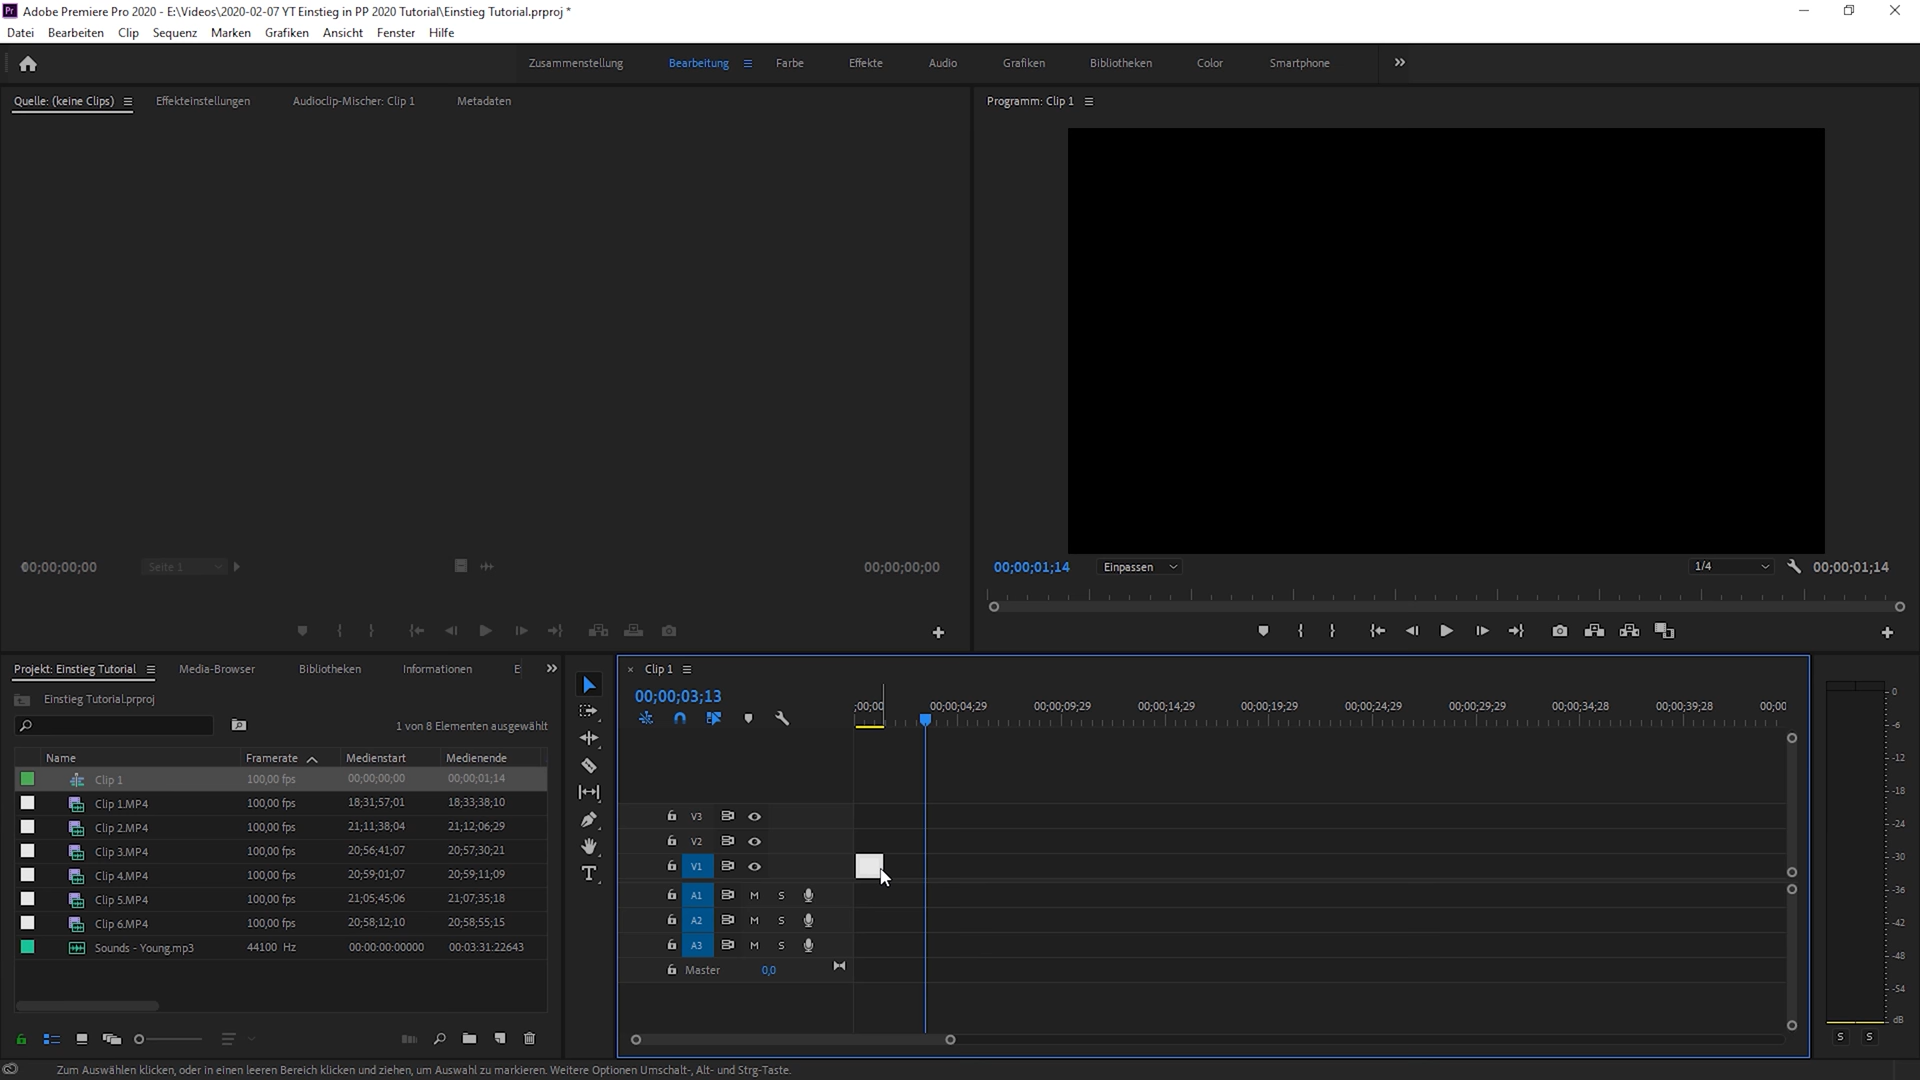 Pr Adobe Premiere Pro 2020 - E:\Videos\2020-02-07 YT Einstieg in PP 2020 Tutorial\Einstieg Tutorial.prproj *
Datei Bearbeiten Clip Sequenz Marken Grafiken Ansicht Fenster Hilfe
Zusammenstellung Bearbeitung Farbe Effekte Audio Grafiken Bibliotheken Color Smartphone
Quelle: (keine Clips) Effekteinstellungen Audioclip-Mischer: Clip 1 Metadaten
Programm: Clip 1
00;00;00;00 Seite 1 00;00;00;00
00;00;01;14 Einpassen 1/4 00;00;01;14
Projekt: Einstieg Tutorial Media-Browser Bibliotheken Informationen E
Einstieg Tutorial.prproj
1 von 8 Elementen ausgewählt
Name Framerate Medienstart Medienende
Clip 1 100,00 fps 00;00;00;00 00;00;01;14
Clip 1.MP4 100,00 fps 18;31;57;01 18;33;38;10
Clip 2.MP4 100,00 fps 21;11;38;04 21;12;06;29
Clip 3.MP4 100,00 fps 20;56;41;07 20;57;30;21
Clip 4.MP4 100,00 fps 20;59;01;07 20;59;11;09
Clip 5.MP4 100,00 fps 21;05;45;06 21;07;35;18
Clip 6.MP4 100,00 fps 20;58;12;10 20;58;55;15
Sounds - Young.mp3 44100 Hz 00:00:00:00000 00:03:31:22643
× Clip 1
00;00;03;13
;00;00 00;00;04;29 00;00;09;29 00;00;14;29 00;00;19;29 00;00;24;29 00;00;29;29 00;00;34;28 00;00;39;28 00;00
V3
V2
V1
A1 M S
A2 M S
A3 M S
Master 0,0
0
-6
-12
-18
-24
-30
-36
-42
-48
-54
dB
S S
Zum Auswählen klicken, oder in einen leeren Bereich klicken und ziehen, um Auswahl zu markieren. Weitere Optionen Umschalt-, Alt- und Strg-Taste.